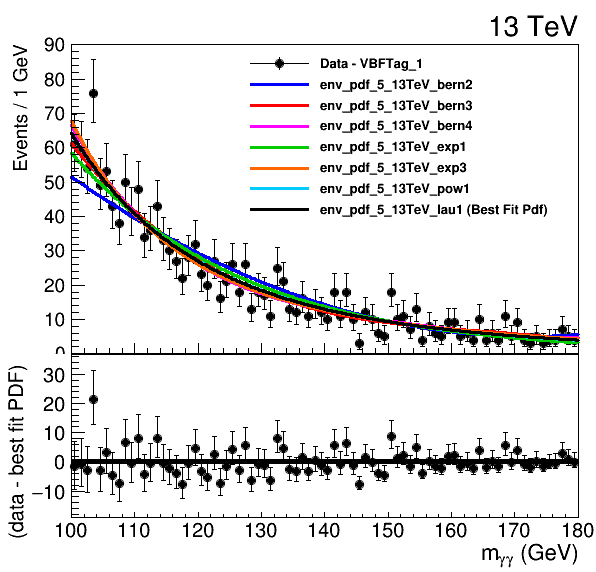 13 TeV
Events / 1 GeV
90
80
70
60
50
40
30
20
10
0
Data - VBFTag_1
env_pdf_5_13TeV_bern2
env_pdf_5_13TeV_bern3
env_pdf_5_13TeV_bern4
env_pdf_5_13TeV_exp1
env_pdf_5_13TeV_exp3
env_pdf_5_13TeV_pow1
env_pdf_5_13TeV_lau1 (Best Fit Pdf)
(data - best fit PDF)
30
20
10
0
−10
100 110 120 130 140 150 160 170 180
mγγ (GeV)